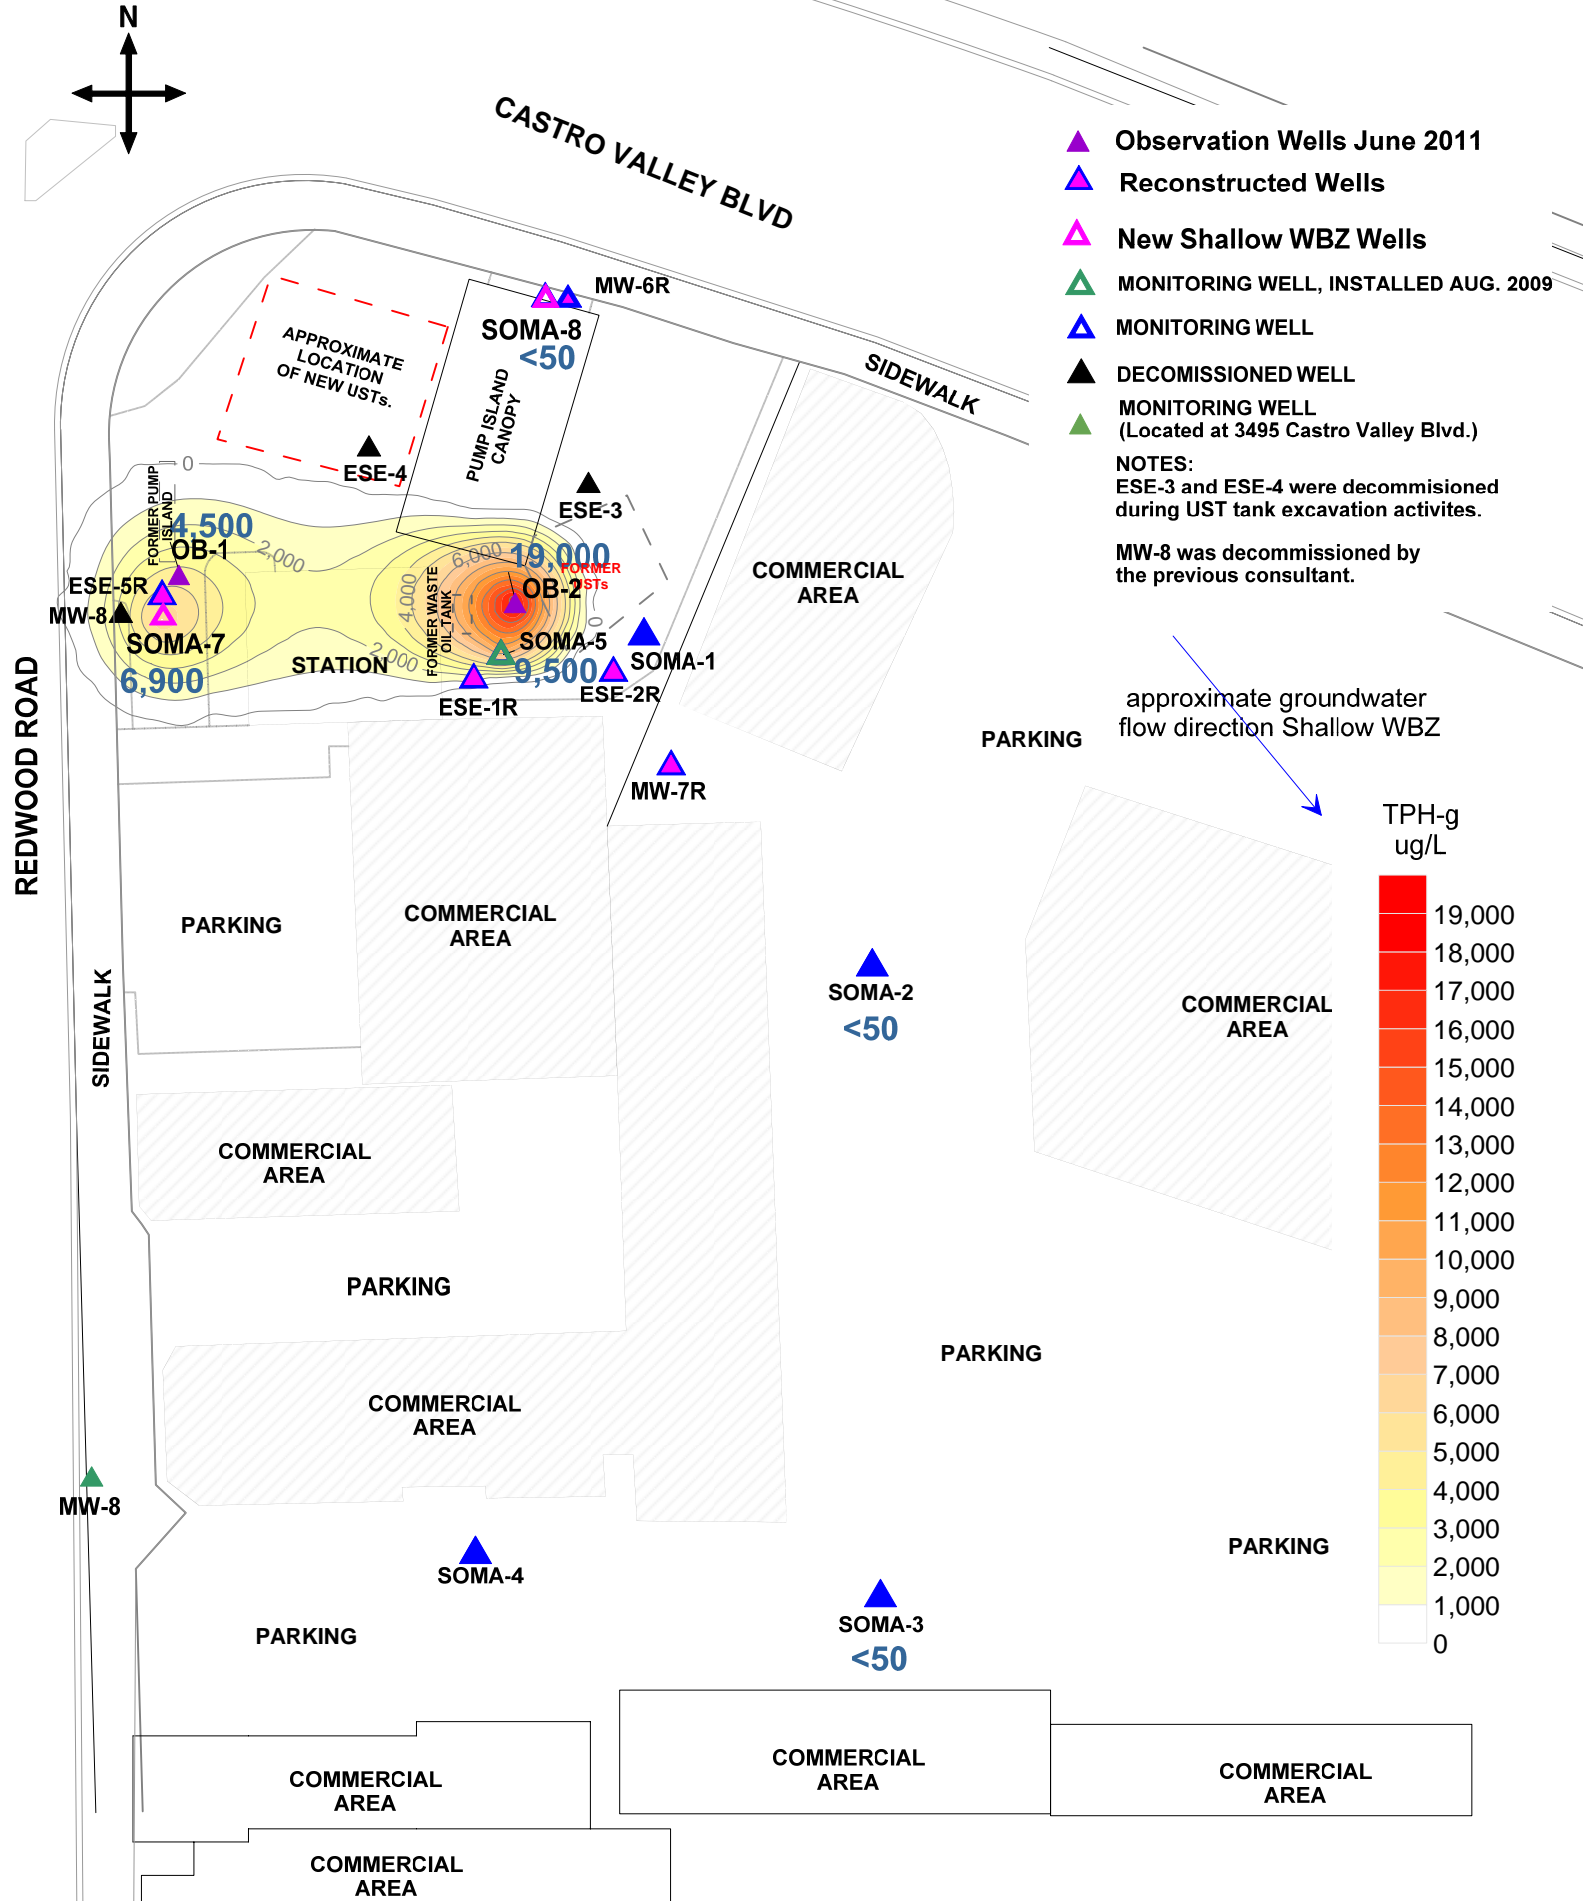 N
CASTRO VALLEY BLVD
Observation Wells June 2011
Reconstructed Wells
New Shallow WBZ Wells
MONITORING WELL, INSTALLED AUG. 2009
MONITORING WELL
DECOMISSIONED WELL
MONITORING WELL
(Located at 3495 Castro Valley Blvd.)
NOTES:
ESE-3 and ESE-4 were decommisioned
during UST tank excavation activites.
MW-8 was decommissioned by
the previous consultant.
MW-6R
SOMA-8
<50
APPROXIMATE
LOCATION
OF NEW USTs.
PUMP ISLAND
CANOPY
SIDEWALK
ESE-4
ESE-3
0
FORMER PUMP
ISLAND
4,500
OB-1
2,000
6,000
19,000
FORMER
USTs
OB-2
4,000
FORMER WASTE
OIL TANK
0
ESE-5R
MW-8
SOMA-7
6,900
STATION
2,000
SOMA-5
9,500
SOMA-1
ESE-2R
ESE-1R
MW-7R
COMMERCIAL
AREA
PARKING
approximate groundwater
flow direction Shallow WBZ
REDWOOD ROAD
SIDEWALK
PARKING
COMMERCIAL
AREA
SOMA-2
<50
COMMERCIAL
AREA
TPH-g
ug/L
19,000
18,000
17,000
16,000
15,000
14,000
13,000
12,000
11,000
10,000
9,000
8,000
7,000
6,000
5,000
4,000
3,000
2,000
1,000
0
COMMERCIAL
AREA
PARKING
PARKING
COMMERCIAL
AREA
MW-8
SOMA-4
PARKING
SOMA-3
<50
PARKING
COMMERCIAL
AREA
COMMERCIAL
AREA
COMMERCIAL
AREA
COMMERCIAL
AREA